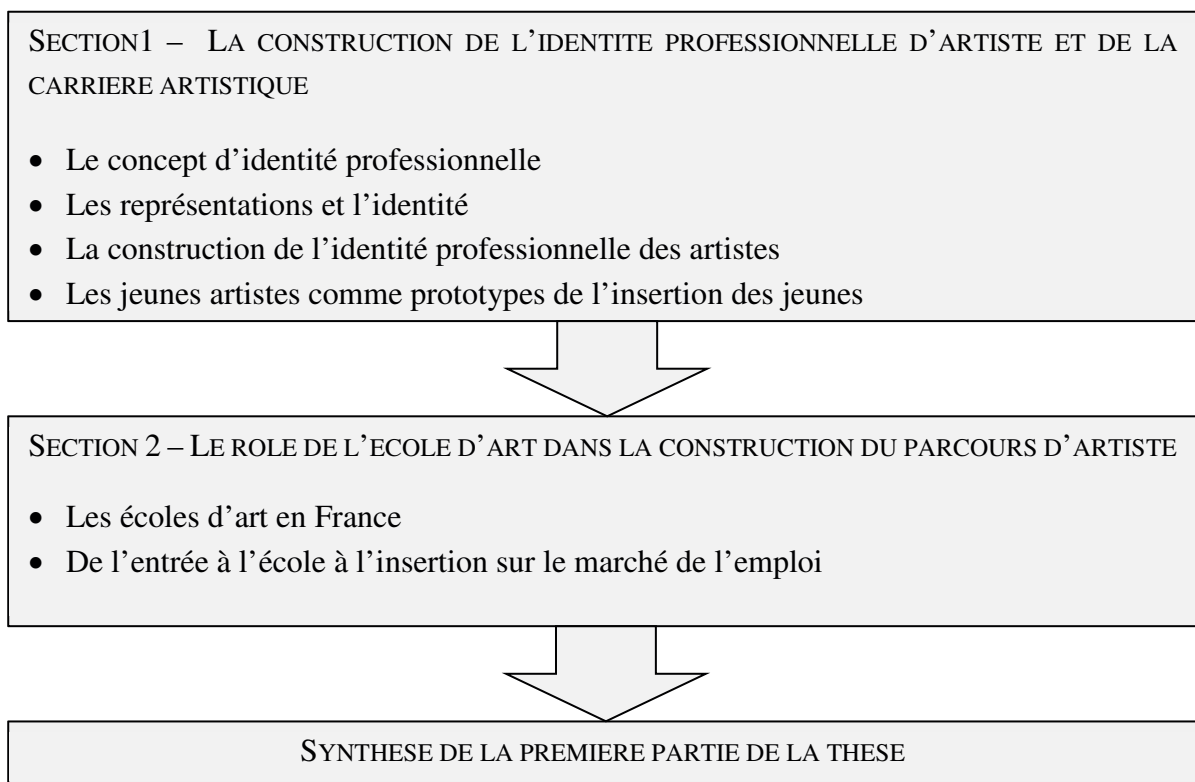 SECTION1 – LA CONSTRUCTION DE L'IDENTITE PROFESSIONNELLE D'ARTISTE ET DE LA
CARRIERE ARTISTIQUE
• Le concept d'identité professionnelle
• Les représentations et l'identité
• La construction de l'identité professionnelle des artistes
• Les jeunes artistes comme prototypes de l'insertion des jeunes
SECTION 2 – LE ROLE DE L'ECOLE D'ART DANS LA CONSTRUCTION DU PARCOURS D'ARTISTE
• Les écoles d'art en France
• De l'entrée à l'école à l'insertion sur le marché de l'emploi
SYNTHESE DE LA PREMIERE PARTIE DE LA THESE